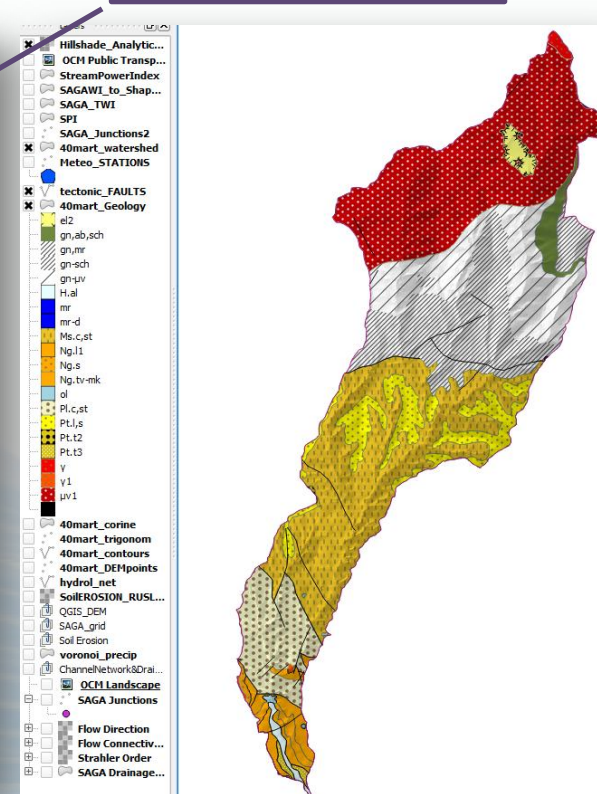 Hillshade_Analytic...
OCM Public Transp...
StreamPowerIndex
SAGAWI_to_Shap...
SAGA_TWI
SPI
SAGA_Junctions2
40mart_watershed
Meteo_STATIONS
tectonic_FAULTS
40mart_Geology
el2
gn,ab,sch
gn,mr
gn-sch
gn-μv
H.al
mr
mr-d
Ms.c,st
Ng.l1
Ng.s
Ng.tv-mk
ol
Pl.c,st
Pt.l,s
Pt.t2
Pt.t3
γ
γ1
μv1
40mart_corine
40mart_trigonom
40mart_contours
40mart_DEMpoints
hydrol_net
SoilEROSION_RUSL...
QGIS_DEM
SAGA_grid
Soil Erosion
voronoi_precip
ChannelNetwork&Drai...
OCM Landscape
SAGA Junctions
Flow Direction
Flow Connectiv...
Strahler Order
SAGA Drainage...